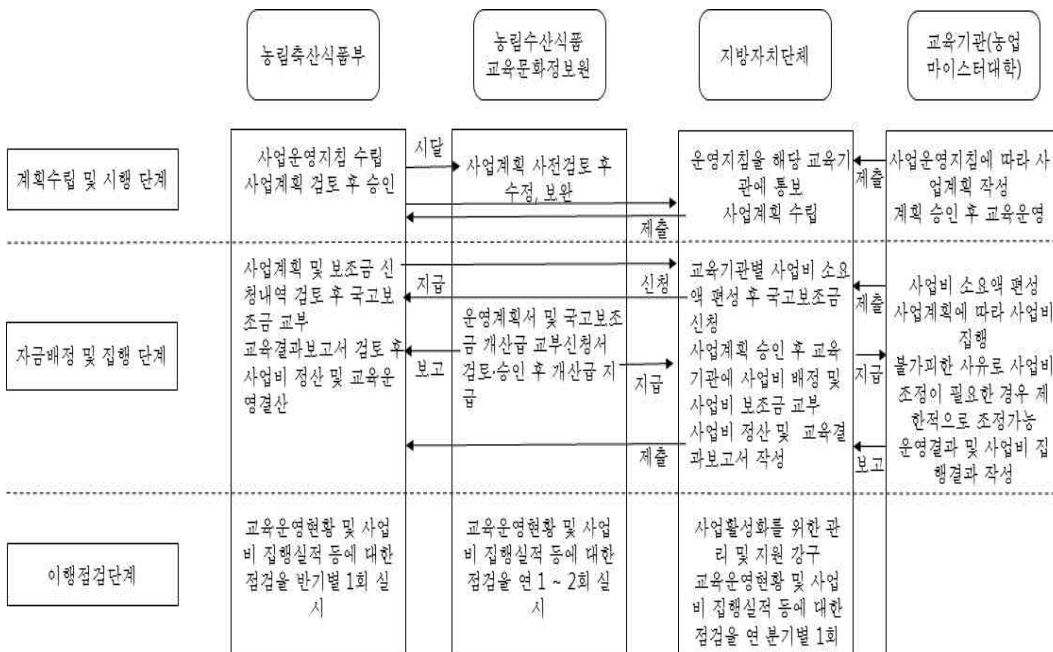 농림축산식품부
농림수산식품
교육문화정보원
지방자치단체
교육기관(농업
마이스터대학)
계획수립 및 시행 단계
사업운영지침 수립
사업계획 검토 후 승인
시달
사업계획 사전검토 후
수정, 보완
제출
운영지침을 해당 교육기
관에 통보
사업계획 수립
제출
사업운영지침에 따라 사
업계획 작성
계획 승인 후 교육운영
자금배정 및 집행 단계
사업계획 및 보조금 신
청내역 검토 후 국고보
조금 교부
교육결과보고서 검토 후
사업비 정산 및 교육운
영결산
지급
보고
운영계획서 및 국고보조
금 개산급 교부신청서
검토·승인 후 개산급 지
급
신청
지급
제출
교육기관별 사업비 소요
액 편성 후 국고보조금
신청
사업계획 승인 후 교육
기관에 사업비 배정 및
사업비 보조금 교부
사업비 정산 및 교육결
과보고서 작성
제출
지급
보고
사업비 소요액 편성
사업계획에 따라 사업비
집행
불가피한 사유로 사업비
조정이 필요한 경우 제
한적으로 조정가능
운영결과 및 사업비 집
행결과 작성
이행점검단계
교육운영현황 및 사업
비 집행실적 등에 대한
점검을 반기별 1회 실
시
교육운영현황 및 사업
비 집행실적 등에 대한
점검을 연 1 ~ 2회 실
시
사업활성화를 위한 관
리 및 지원 강구
교육운영현황 및 사업
비 집행실적 등에 대한
점검을 연 분기별 1회